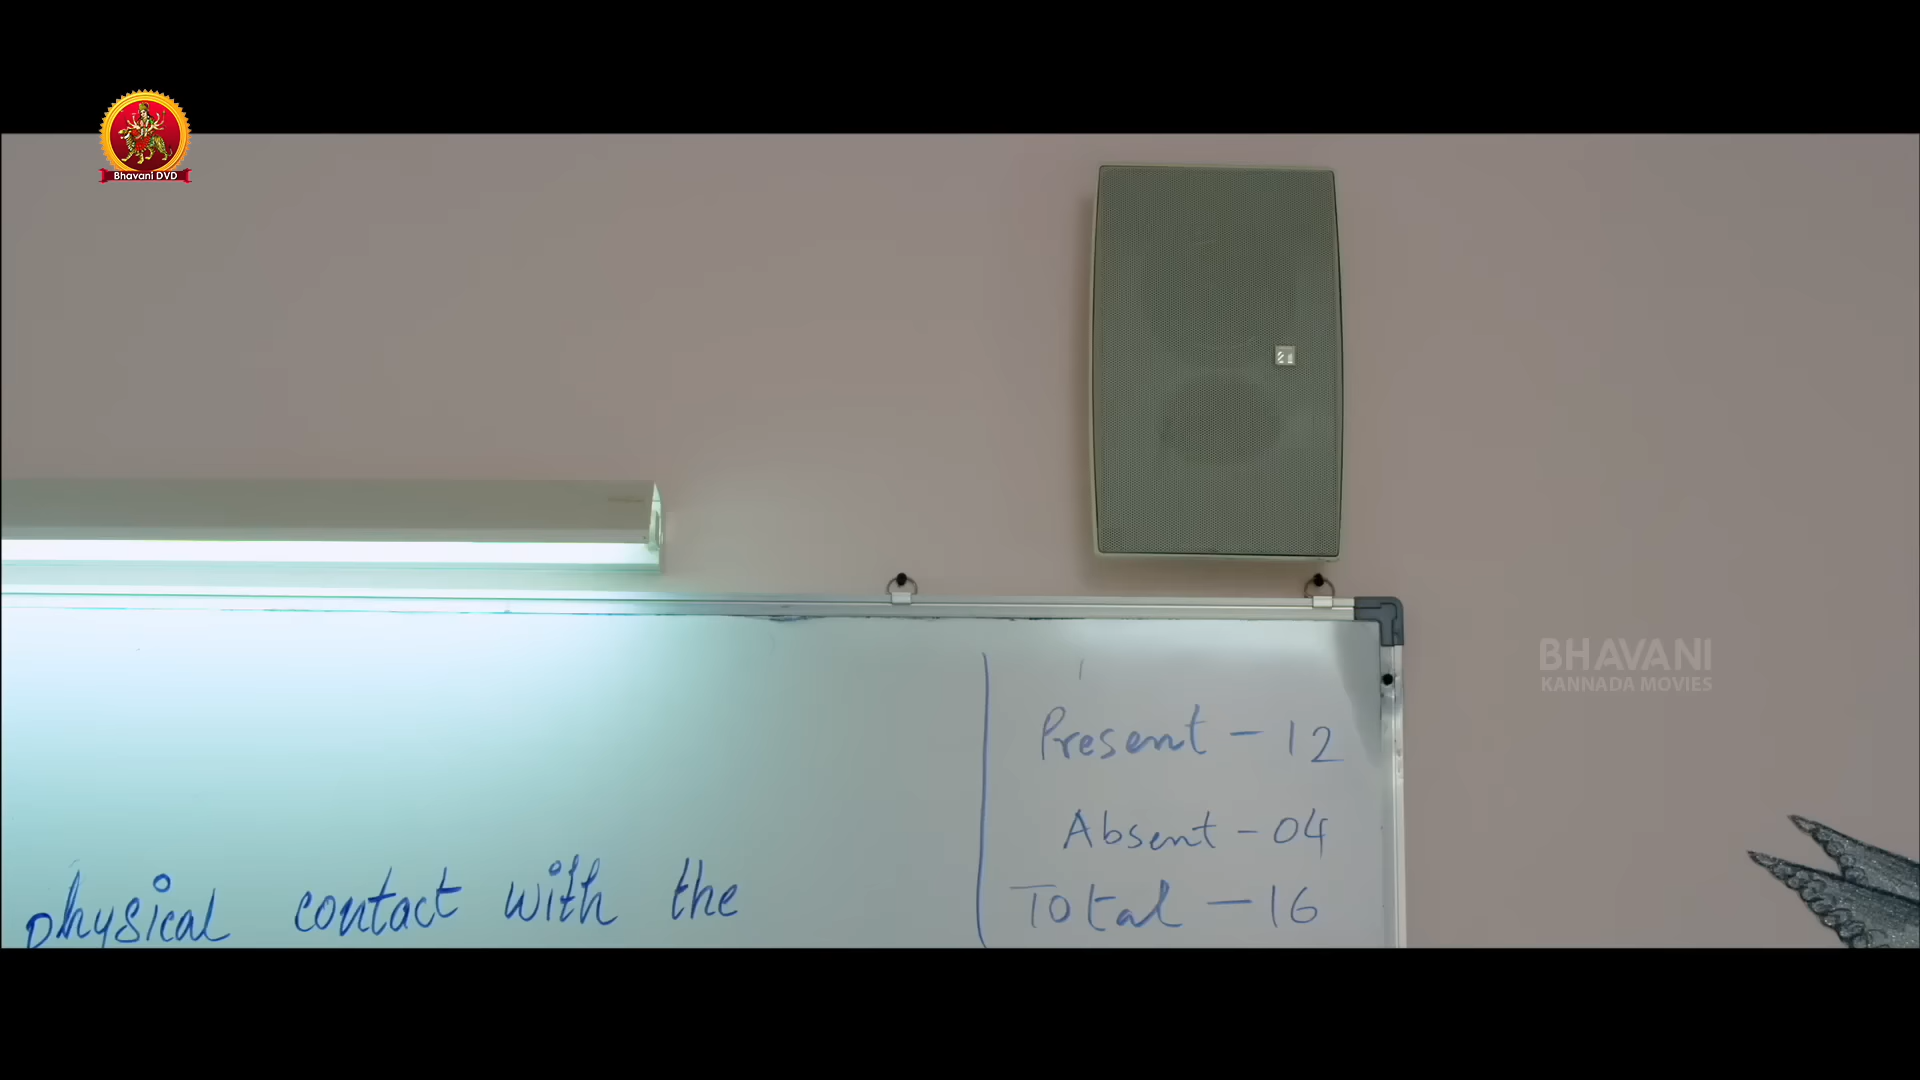 Bhavani DVD
BHAVANI
KANNADA MOVIES
Present - 12
Absent - 04
Total - 16
physical contact with the